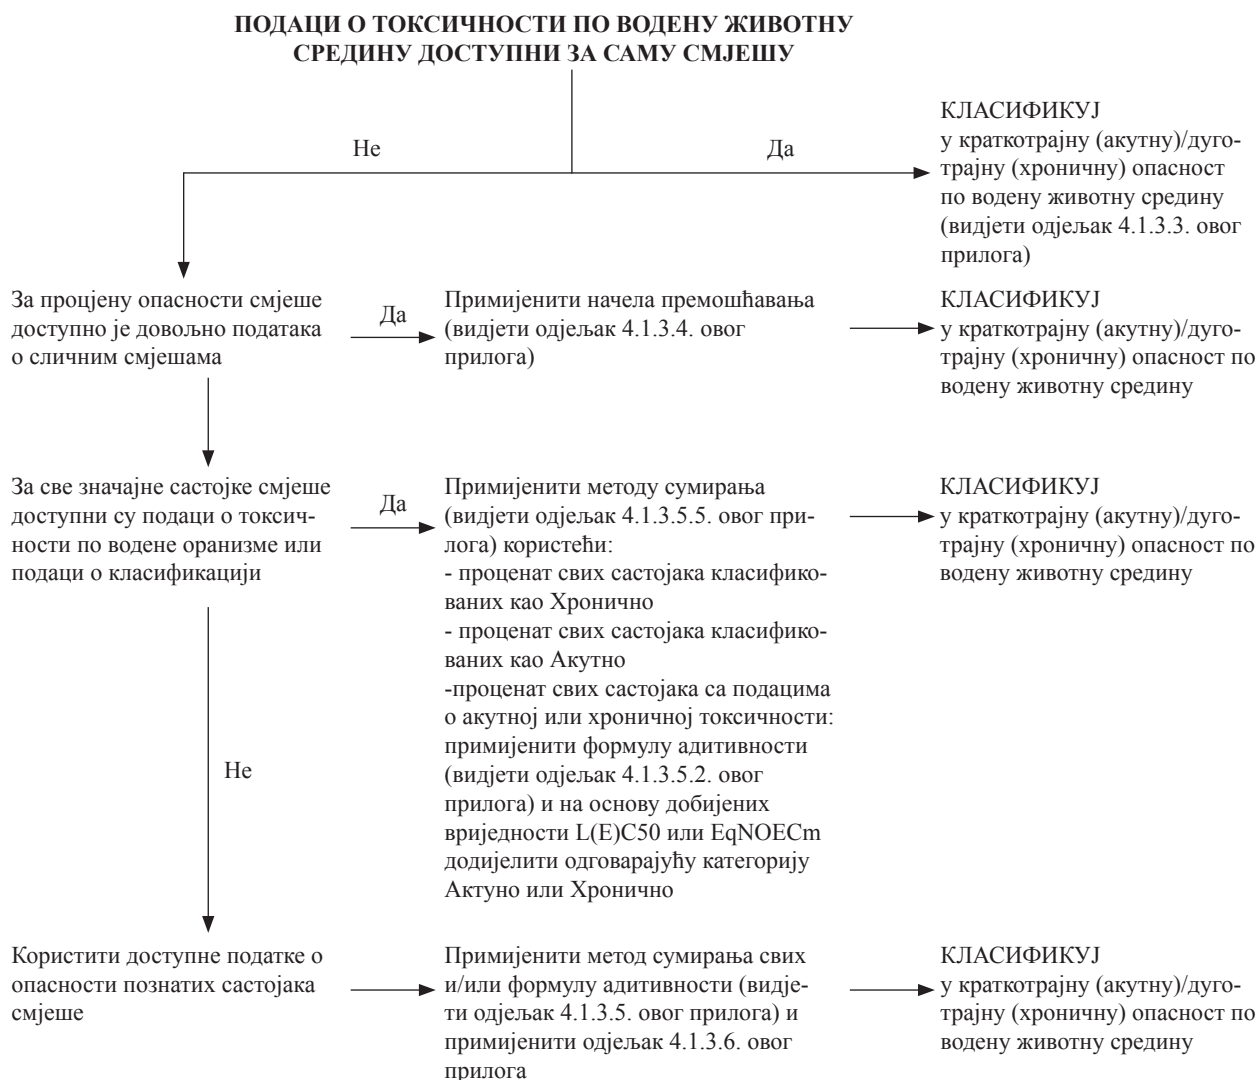 ПОДАЦИ О ТОКСИЧНОСТИ ПО ВОДЕНУ ЖИВОТНУ
СРЕДИНУ ДОСТУПНИ ЗА САМУ СМЈЕШУ
Не
Да
КЛАСИФИКУЈ
у краткотрајну (акутну)/дуго-
трајну (хроничну) опасност
по водену животну средину
(видјети одјељак 4.1.3.3. овог
прилога)
За процјену опасности смјеше
доступно је довољно података
о сличним смјешама
Да
Примијенити начела премошћавања
(видјети одјељак 4.1.3.4. овог
прилога)
КЛАСИФИКУЈ
у краткотрајну (акутну)/дуго-
трајну (хроничну) опасност по
водену животну средину
За све значајне састојке смјеше
доступни су подаци о токсич-
ности по водене оранизме или
подаци о класификацији
Да
Примијенити методу сумирања
(видјети одјељак 4.1.3.5.5. овог при-
лога) користећи:
- проценат свих састојака класифико-
ваних као Хронично
- проценат свих састојака класифико-
ваних као Акутно
-проценат свих састојака са подацима
о акутној или хроничној токсичности:
примијенити формулу адитивности
(видјети одјељак 4.1.3.5.2. овог
прилога) и на основу добијених
вриједности L(E)C50 или EqNOECm
додијелити одговарајућу категорију
Актуно или Хронично
КЛАСИФИКУЈ
у краткотрајну (акутну)/дуго-
трајну (хроничну) опасност по
водену животну средину
Не
Користити доступне податке о
опасности познатих састојака
смјеше
Примијенити метод сумирања свих
и/или формулу адитивности (видје-
ти одјељак 4.1.3.5. овог прилога) и
примијенити одјељак 4.1.3.6. овог
прилога
КЛАСИФИКУЈ
у краткотрајну (акутну)/дуго-
трајну (хроничну) опасност по
водену животну средину